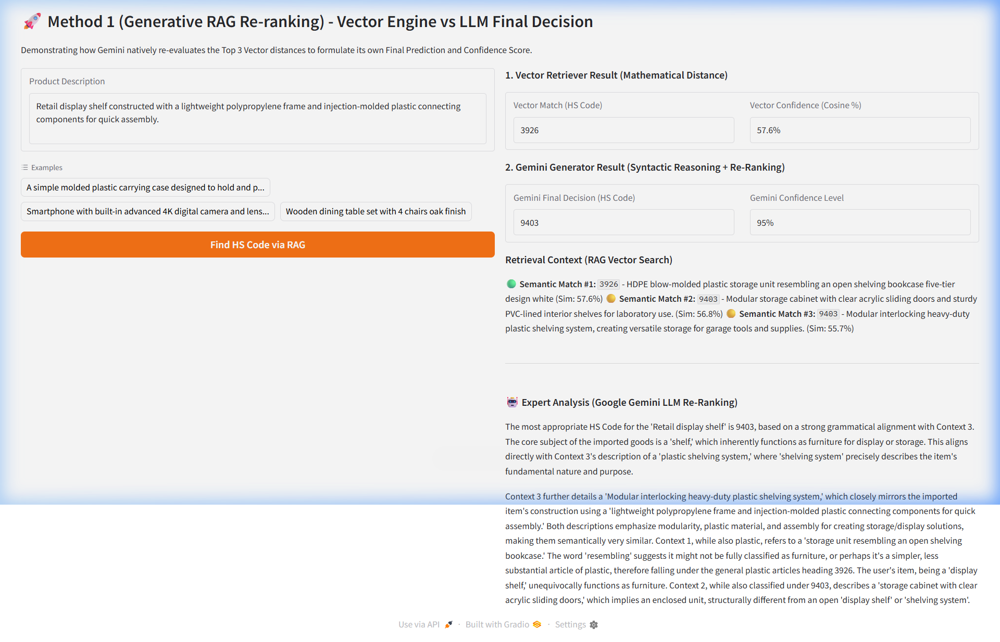 🚀 Method 1 (Generative RAG Re-ranking) - Vector Engine vs LLM Final Decision
Demonstrating how Gemini natively re-evaluates the Top 3 Vector distances to formulate its own Final Prediction and Confidence Score.
Product Description
Retail display shelf constructed with a lightweight polypropylene frame and injection-molded plastic connecting
components for quick assembly.
Examples
A simple molded plastic carrying case designed to hold and p...
Smartphone with built-in advanced 4K digital camera and lens...
Wooden dining table set with 4 chairs oak finish
Find HS Code via RAG
1. Vector Retriever Result (Mathematical Distance)
Vector Match (HS Code)
3926
Vector Confidence (Cosine %)
57.6%
2. Gemini Generator Result (Syntactic Reasoning + Re-Ranking)
Gemini Final Decision (HS Code)
9403
Gemini Confidence Level
95%
Retrieval Context (RAG Vector Search)
🟢 Semantic Match #1: 3926 - HDPE blow-molded plastic storage unit resembling an open shelving bookcase five-tier
design white (Sim: 57.6%) 🟡 Semantic Match #2: 9403 - Modular storage cabinet with clear acrylic sliding doors and sturdy
PVC-lined interior shelves for laboratory use. (Sim: 56.8%) 🟡 Semantic Match #3: 9403 - Modular interlocking heavy-duty
plastic shelving system, creating versatile storage for garage tools and supplies. (Sim: 55.7%)
🤖 Expert Analysis (Google Gemini LLM Re-Ranking)
The most appropriate HS Code for the 'Retail display shelf' is 9403, based on a strong grammatical alignment with Context 3.
The core subject of the imported goods is a 'shelf,' which inherently functions as furniture for display or storage. This aligns
directly with Context 3's description of a 'plastic shelving system,' where 'shelving system' precisely describes the item's
fundamental nature and purpose.
Context 3 further details a 'Modular interlocking heavy-duty plastic shelving system,' which closely mirrors the imported
item's construction using a 'lightweight polypropylene frame and injection-molded plastic connecting components for quick
assembly.' Both descriptions emphasize modularity, plastic material, and assembly for creating storage/display solutions,
making them semantically very similar. Context 1, while also plastic, refers to a 'storage unit resembling an open shelving
bookcase.' The word 'resembling' suggests it might not be fully classified as furniture, or perhaps it's a simpler, less
substantial article of plastic, therefore falling under the general plastic articles heading 3926. The user's item, being a 'display
shelf,' unequivocally functions as furniture. Context 2, while also classified under 9403, describes a 'storage cabinet with clear
acrylic sliding doors,' which implies an enclosed unit, structurally different from an open 'display shelf' or 'shelving system'.
Use via API 🚀 · Built with Gradio · Settings ⚙️